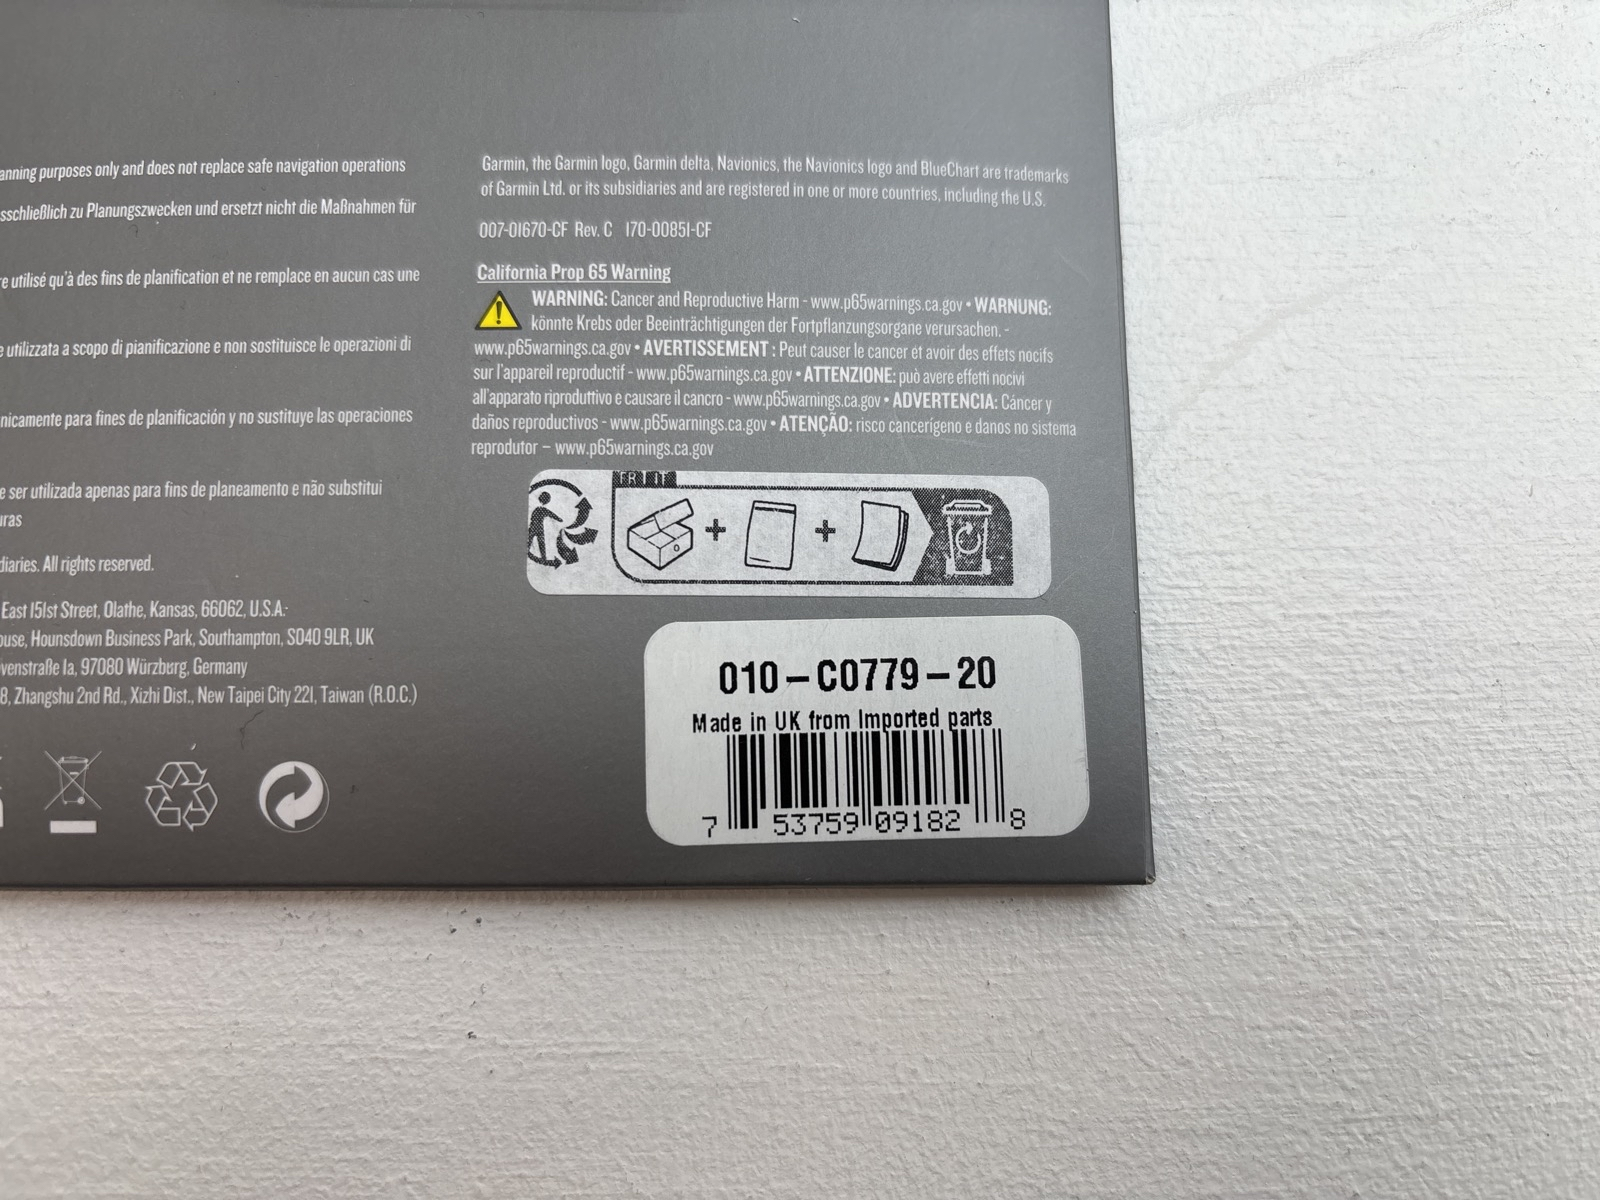 anning purposes only and does not replace safe navigation operations
sschließlich zu Planungszwecken und ersetzt nicht die Maßnahmen für
re utilisé qu'à des fins de planification et ne remplace en aucun cas une
e utilizzata a scopo di pianificazione e non sostituisce le operazioni di
nicamente para fines de planificación y no sustituye las operaciones
e ser utilizada apenas para fins de planeamento e não substitui
uras
diaries. All rights reserved.
East 151st Street, Olathe, Kansas, 66062, U.S.A.
ouse, Hounsdown Business Park, Southampton, SO40 9LR, UK
venstraße 1a, 97080 Würzburg, Germany
8, Zhangshu 2nd Rd., Xizhi Dist., New Taipei City 221, Taiwan (R.O.C.)
Garmin, the Garmin logo, Garmin delta, Navionics, the Navionics logo and BlueChart are trademarks
of Garmin Ltd. or its subsidiaries and are registered in one or more countries, including the U.S.
007-01670-CF Rev. C 170-00851-CF
California Prop 65 Warning
WARNING: Cancer and Reproductive Harm - www.p65warnings.ca.gov • WARNUNG:
könnte Krebs oder Beeinträchtigungen der Fortpflanzungsorgane verursachen. -
www.p65warnings.ca.gov • AVERTISSEMENT : Peut causer le cancer et avoir des effets nocifs
sur l'appareil reproductif - www.p65warnings.ca.gov • ATTENZIONE: può avere effetti nocivi
all'apparato riproduttivo e causare il cancro - www.p65warnings.ca.gov • ADVERTENCIA: Cáncer y
daños reproductivos - www.p65warnings.ca.gov • ATENÇÃO: risco cancerígeno e danos no sistema
reprodutor – www.p65warnings.ca.gov
FR IT
010-C0779-20
Made in UK from Imported parts
7 53759 09182 8